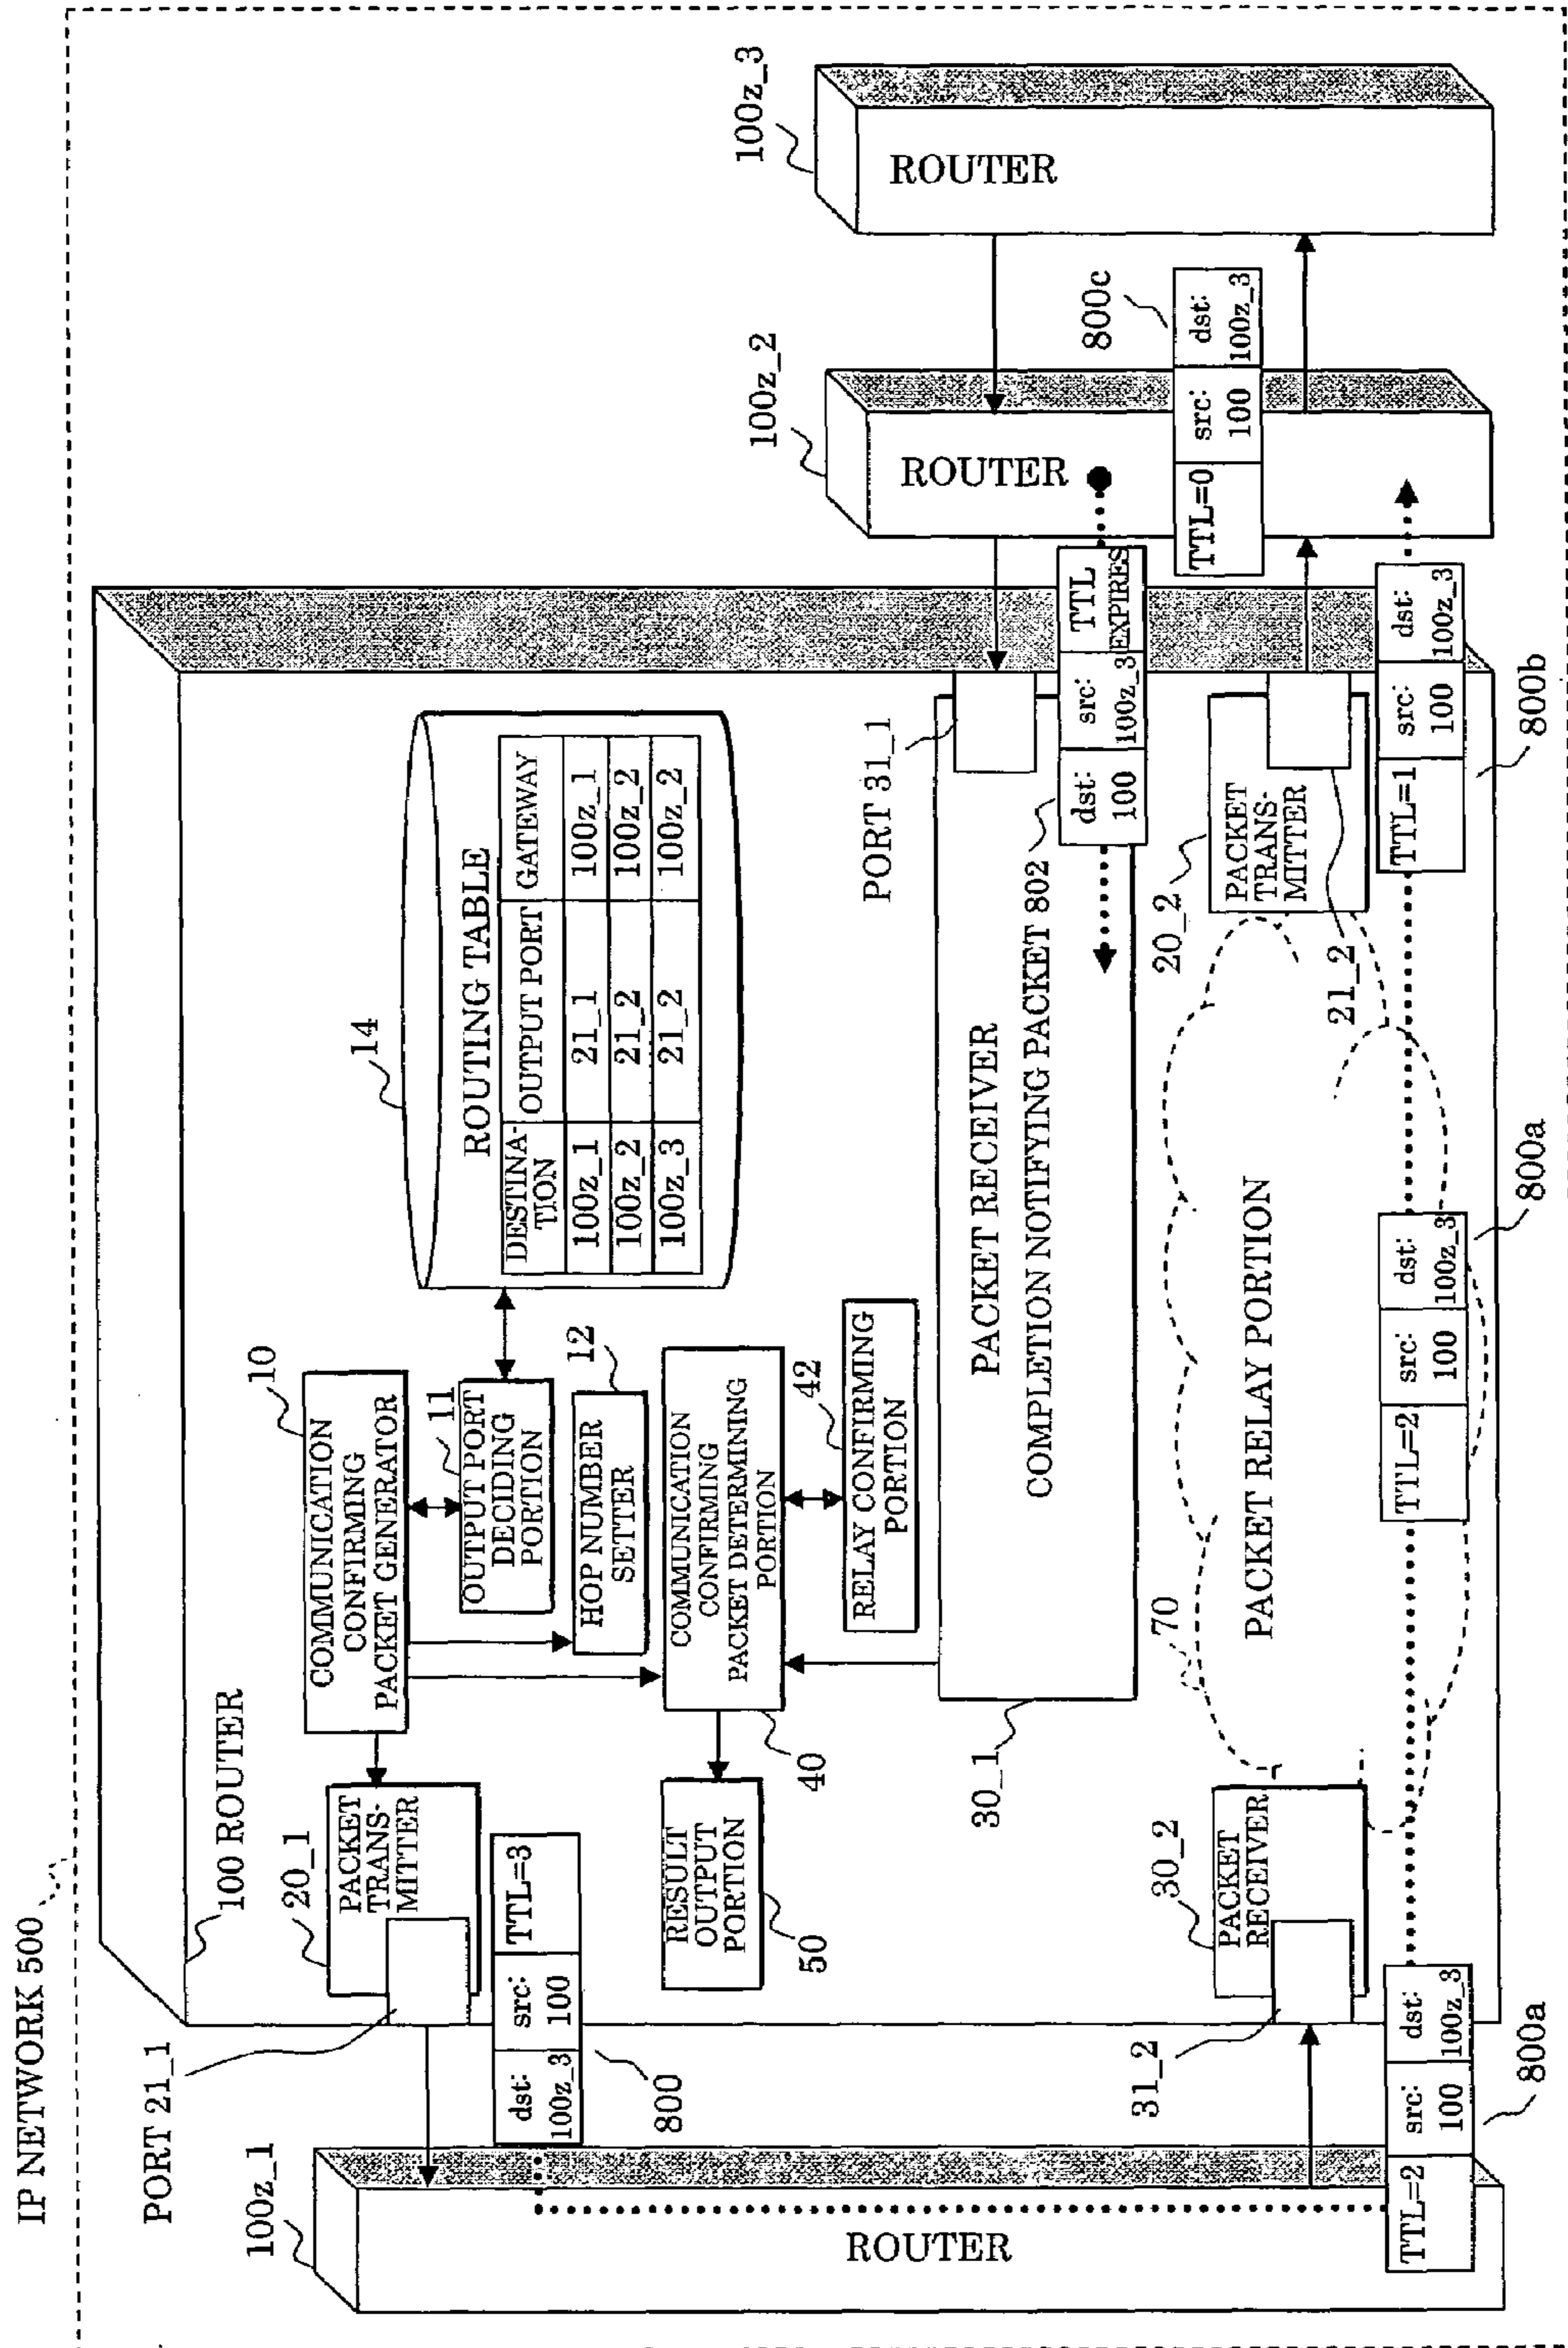 IP NETWORK 500
100z_1
ROUTER
PORT 21_1
100 ROUTER
20_1
PACKET
TRANS-
MITTER
dst:
100z_3
src:
100
TTL=3
800
10
COMMUNICATION
CONFIRMING
PACKET GENERATOR
11
OUTPUT PORT
DECIDING
PORTION
12
HOP NUMBER
SETTER
14
ROUTING TABLE
DESTINA-
TION
OUTPUT PORT
GATEWAY
100z_1
21_1
100z_1
100z_2
21_2
100z_2
100z_3
21_2
100z_2
COMMUNICATION
CONFIRMING
PACKET DETERMINING
PORTION
40
RESULT
OUTPUT
PORTION
50
42
RELAY CONFIRMING
PORTION
30_1
PACKET RECEIVER
PORT 31_1
COMPLETION NOTIFYING PACKET 802
dst:
100
src:
100z_3
TTL
EXPIRES
100z_2
ROUTER
100z_3
ROUTER
TTL=0
src:
100
dst:
100z_3
800c
30_2
PACKET
RECEIVER
31_2
70
PACKET RELAY PORTION
20_2
PACKET
TRANS-
MITTER
21_2
TTL=2
src:
100
dst:
100z_3
800a
TTL=2
src:
100
dst:
100z_3
800a
TTL=1
src:
100
dst:
100z_3
800b